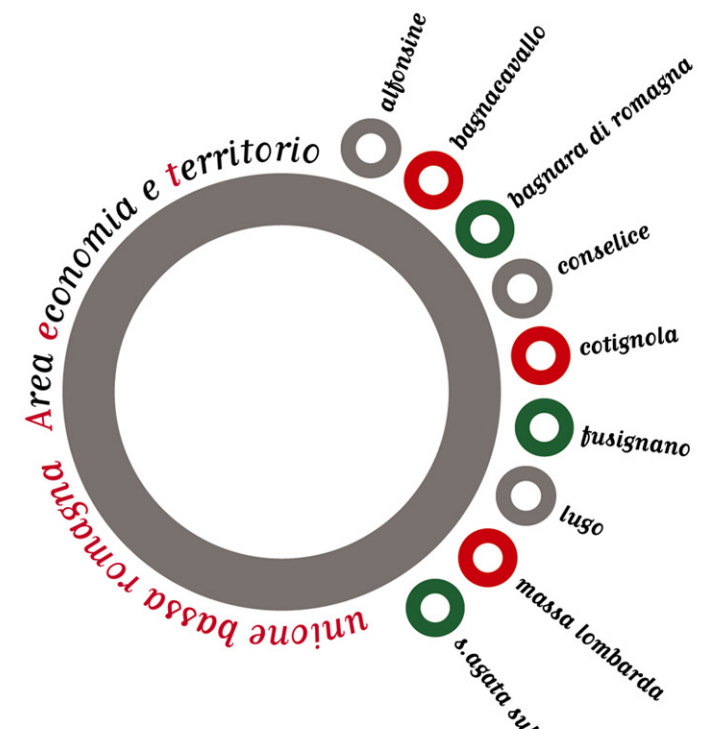 Area economia e territorio
unione bassa romagna
alfonsine
bagnacavallo
bagnara di romagna
conselice
cotignola
fusignano
lugo
massa lombarda
s.agata